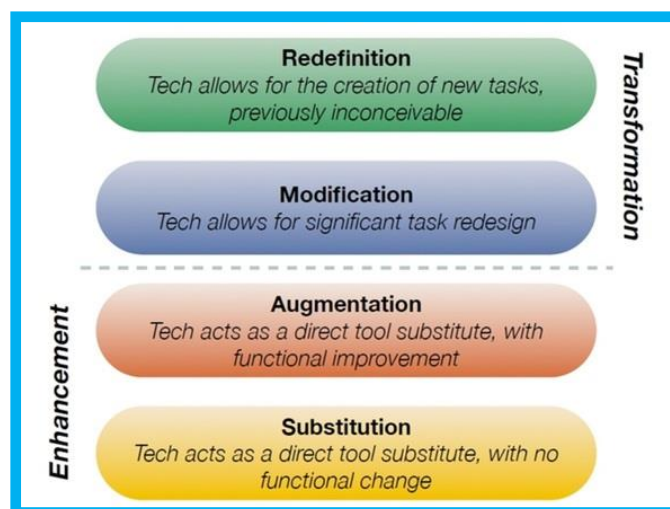 Redefinition
Tech allows for the creation of new tasks,
previously inconceivable
Modification
Tech allows for significant task redesign
Transformation
Augmentation
Tech acts as a direct tool substitute, with
functional improvement
Substitution
Tech acts as a direct tool substitute, with no
functional change
Enhancement